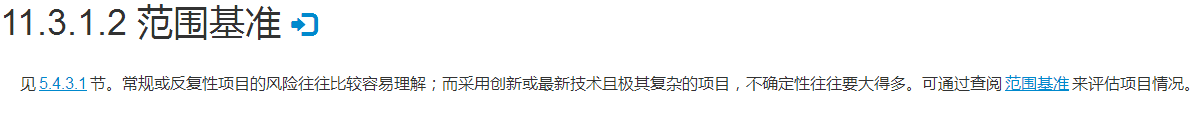 11.3.1.2 范围基准
见 5.4.3.1 节。常规或反复性项目的风险往往比较容易理解；而采用创新或最新技术且极其复杂的项目，不确定性往往要大得多。可通过查阅 范围基准 来评估项目情况。